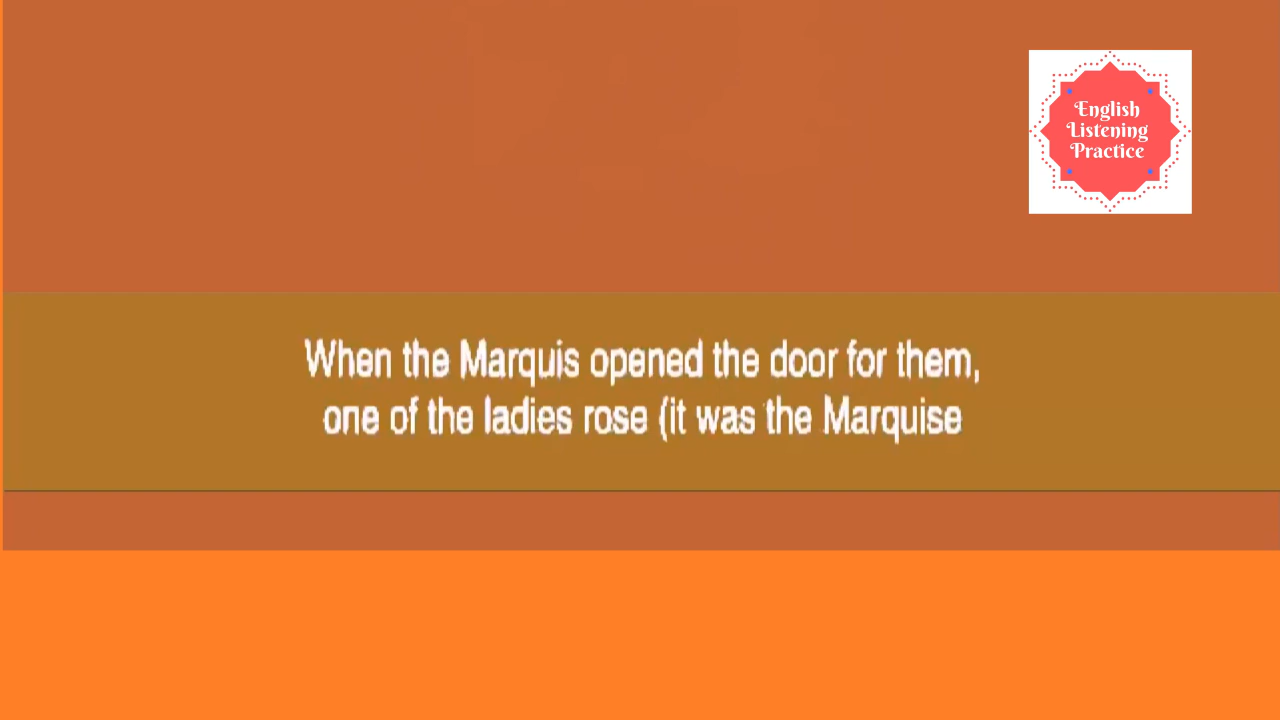 English
Listening
Practice
When the Marquis opened the door for them,
one of the ladies rose (it was the Marquise